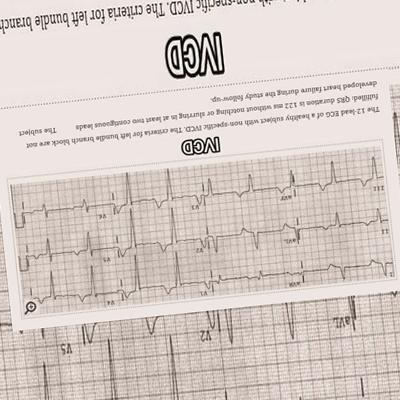 aVL V2 V5
I aVR V1 V4
II aVL V2 V5
III aVF V3 V6
IVCD
The 12-lead ECG of a healthy subject with non-specific IVCD. The criteria for left bundle branch block are not
fulfilled: QRS duration is 122 ms without notching or slurring in at least two contiguous leads The subject
developed heart failure during the study follow-up.
IVCD
non-specific IVCD. The criteria for left bundle branch